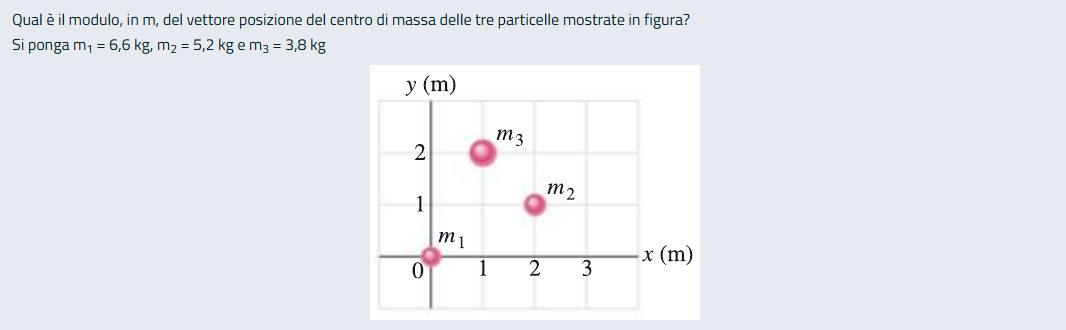 Qual è il modulo, in m, del vettore posizione del centro di massa delle tre particelle mostrate in figura?
Si ponga m₁ = 6,6 kg, m₂ = 5,2 kg e m₃ = 3,8 kg
y (m)
m₃
2
m₂
1
m₁
x (m)
0 1 2 3